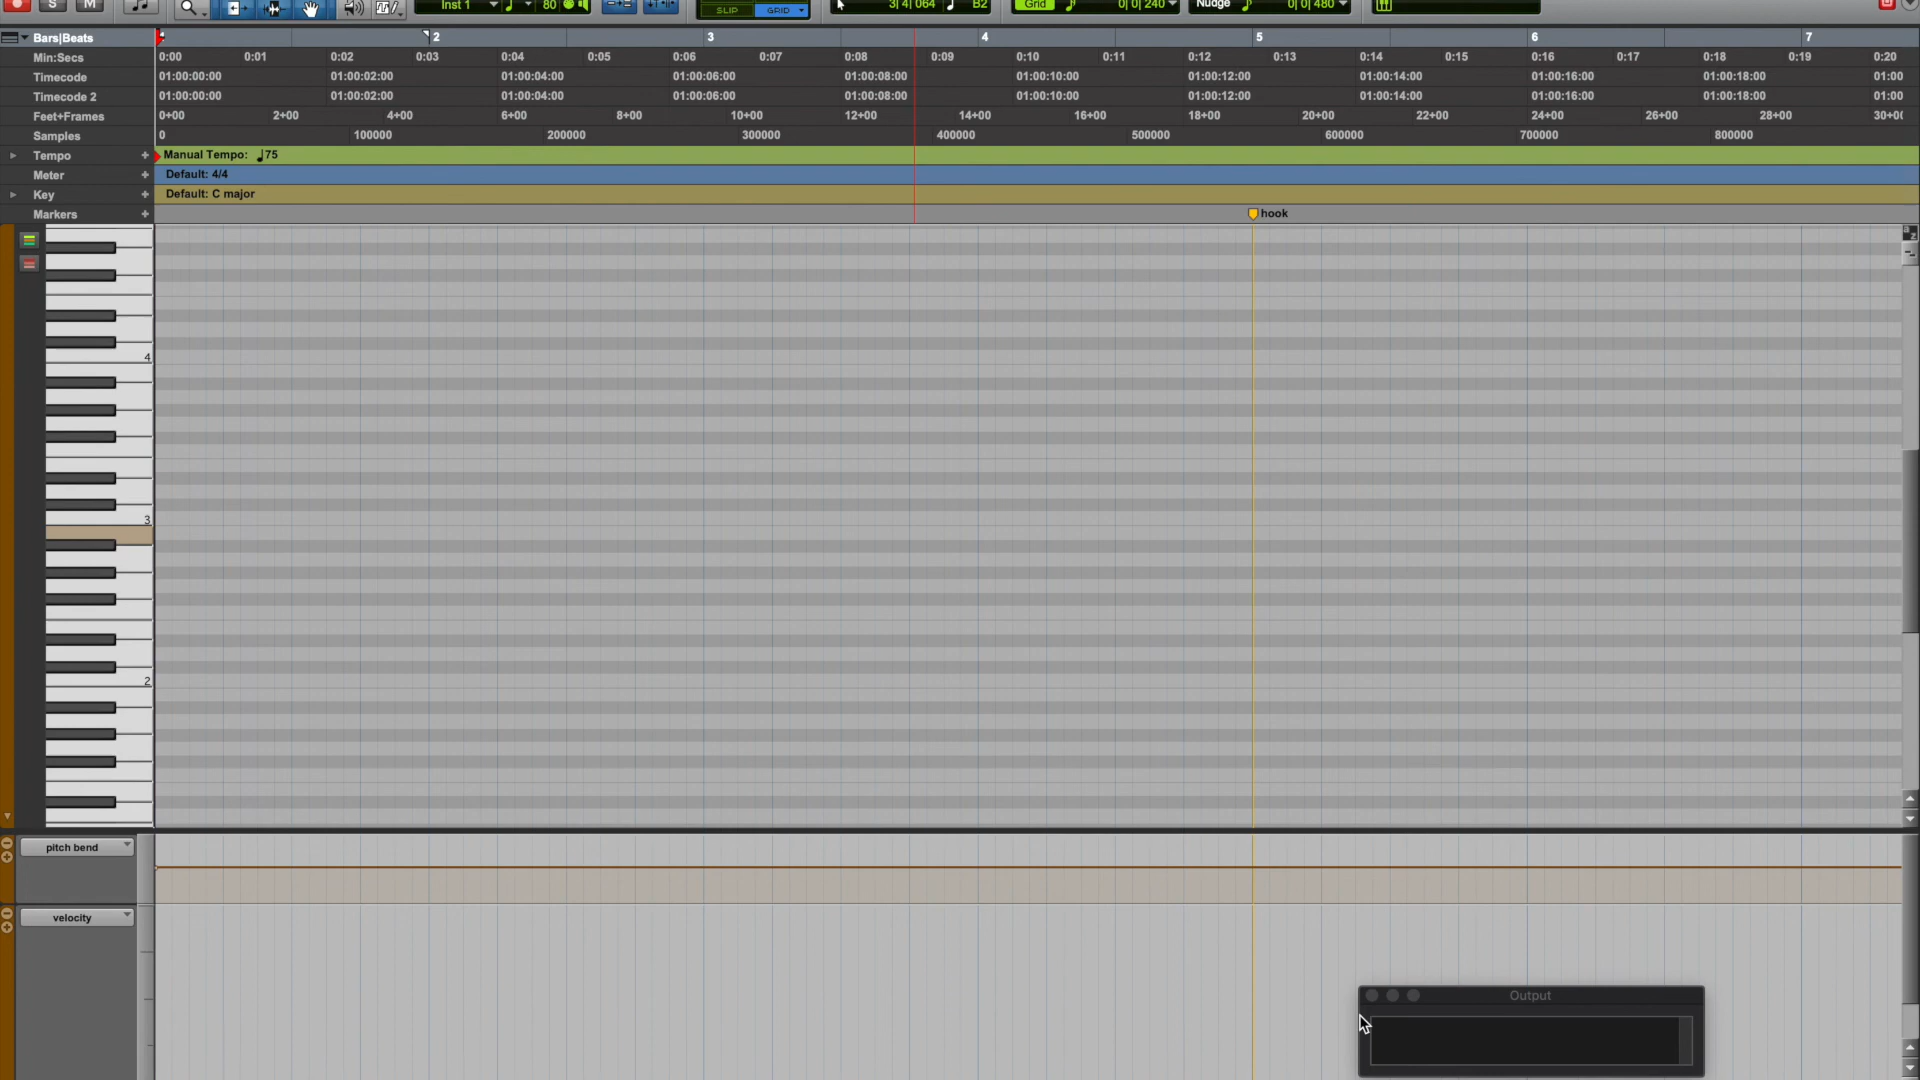 S M Inst 1 80 SLIP GRID 3| 4| 064 B2 Grid 0| 0| 240 Nudge 0| 0| 480
Bars|Beats 2 3 4 5 6 7
Min:Secs 0:00 0:01 0:02 0:03 0:04 0:05 0:06 0:07 0:08 0:09 0:10 0:11 0:12 0:13 0:14 0:15 0:16 0:17 0:18 0:19 0:20
Timecode 01:00:00:00 01:00:02:00 01:00:04:00 01:00:06:00 01:00:08:00 01:00:10:00 01:00:12:00 01:00:14:00 01:00:16:00 01:00:18:00 01:00
Timecode 2 01:00:00:00 01:00:02:00 01:00:04:00 01:00:06:00 01:00:08:00 01:00:10:00 01:00:12:00 01:00:14:00 01:00:16:00 01:00:18:00 01:00
Feet+Frames 0+00 2+00 4+00 6+00 8+00 10+00 12+00 14+00 16+00 18+00 20+00 22+00 24+00 26+00 28+00 30+0
Samples 0 100000 200000 300000 400000 500000 600000 700000 800000
Tempo + Manual Tempo: ♩75
Meter + Default: 4/4
Key + Default: C major
Markers + hook
4
3
2
pitch bend
velocity
Output